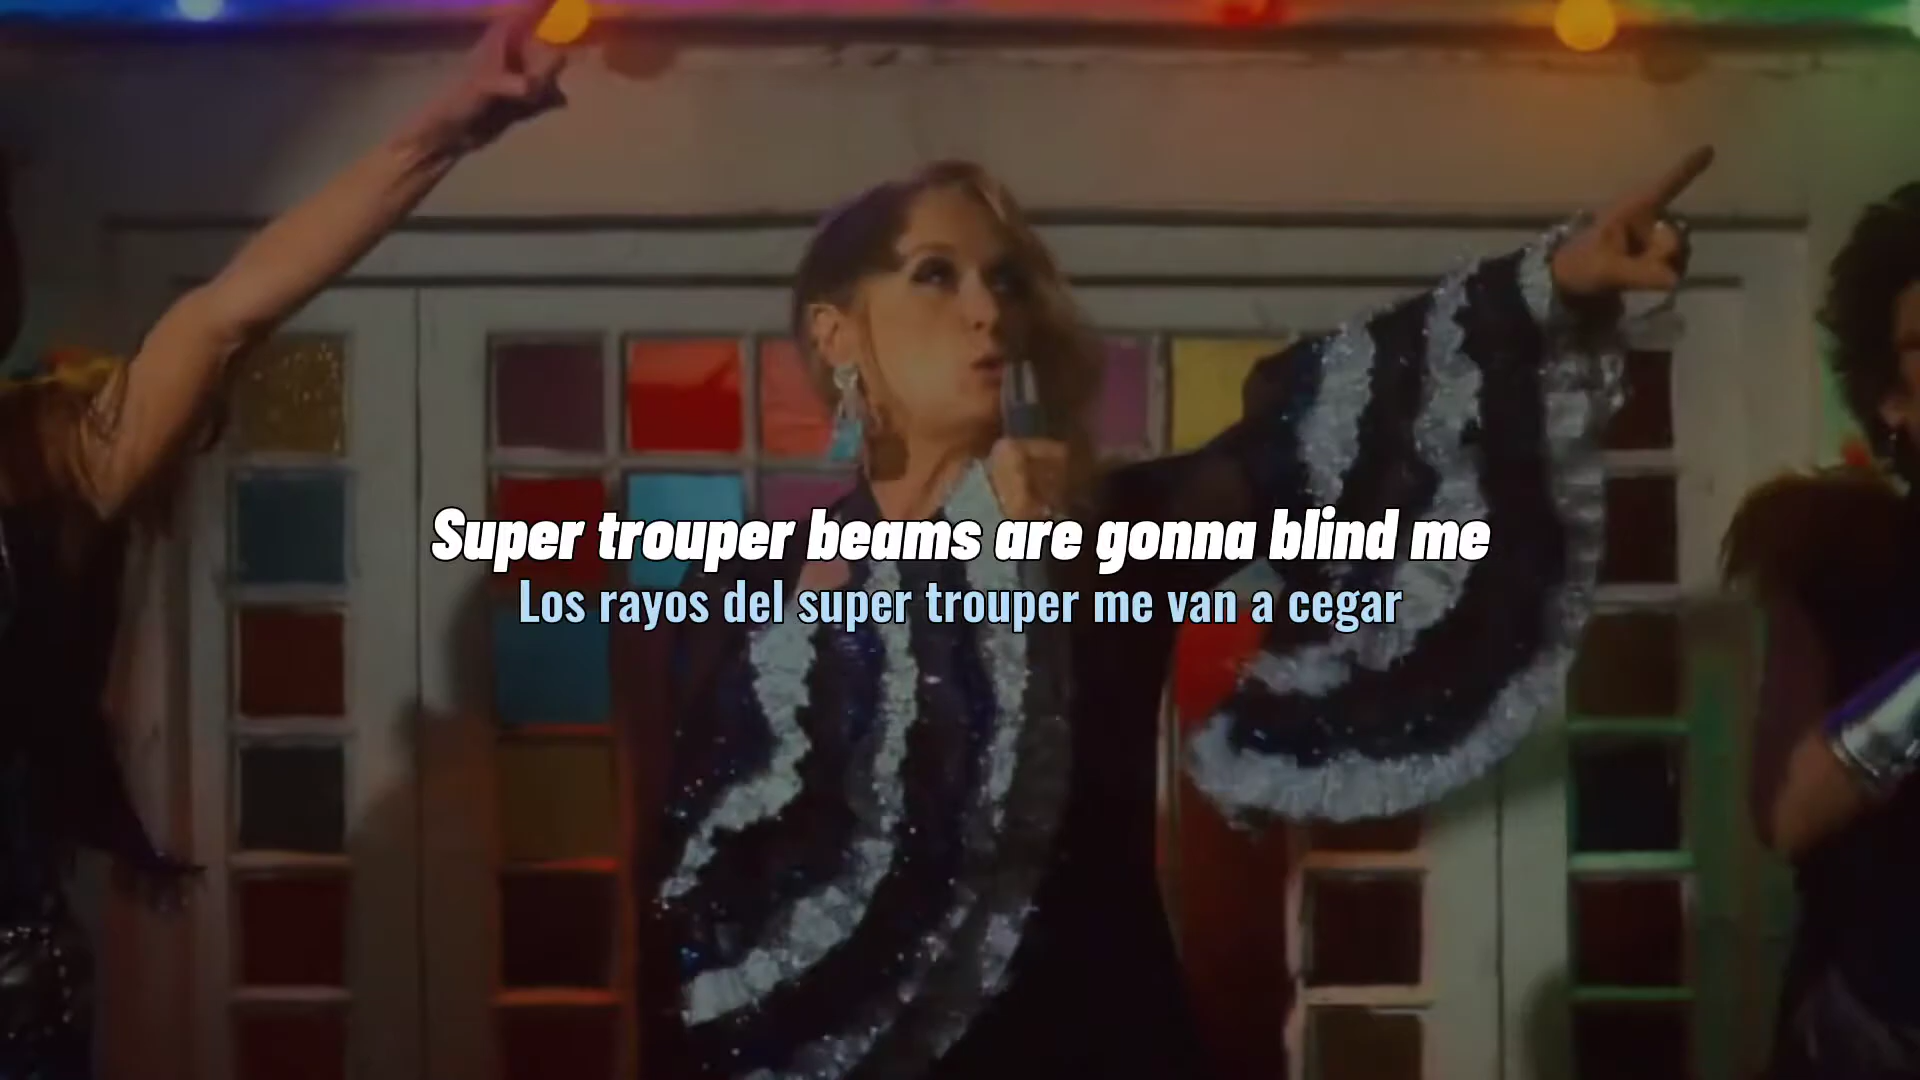 Super trouper beams are gonna blind me
Los rayos del super trouper me van a cegar